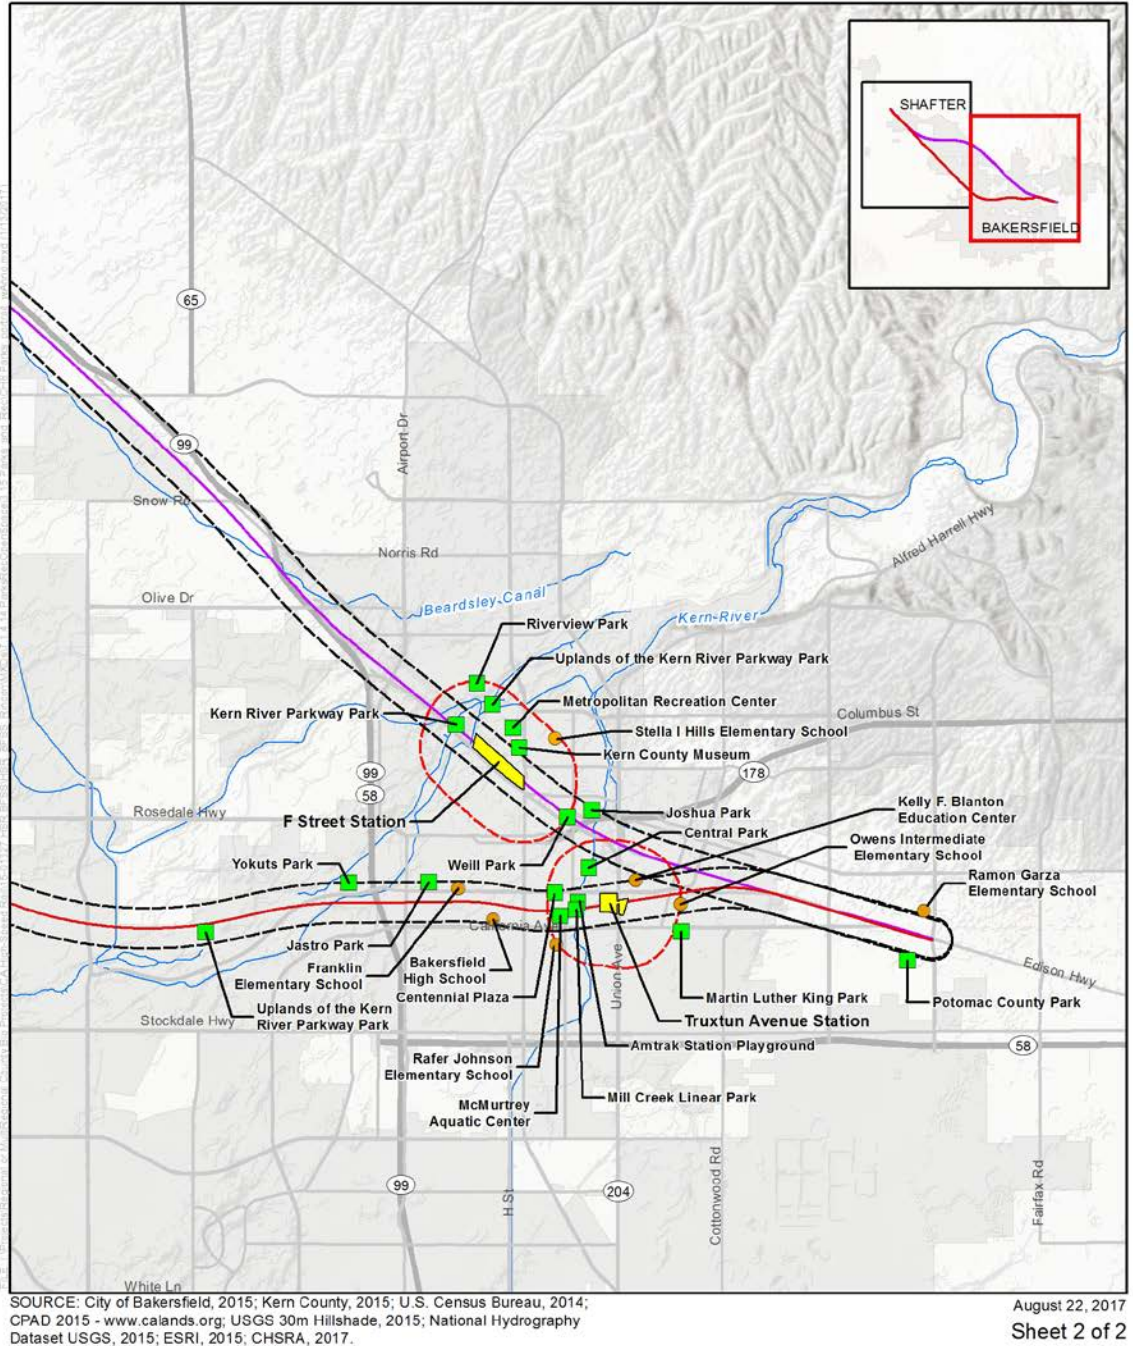 SHAFTER
BAKERSFIELD
65
99
Airport Dr
Snow Rd
Alfred Harrell Hwy
Norris Rd
Olive Dr
Beardsley Canal
Kern River
Riverview Park
Uplands of the Kern River Parkway Park
Metropolitan Recreation Center
Kern River Parkway Park
Columbus St
Stella I Hills Elementary School
Kern County Museum
99
58
178
Rosedale Hwy
F Street Station
Joshua Park
Kelly F. Blanton
Education Center
Central Park
Owens Intermediate
Elementary School
Yokuts Park
Weill Park
Ramon Garza
Elementary School
California Ave
Jastro Park
Franklin
Elementary School
Bakersfield
High School
Centennial Plaza
Union Ave
Edison Hwy
Martin Luther King Park
Potomac County Park
Uplands of the Kern
River Parkway Park
Stockdale Hwy
Truxtun Avenue Station
Amtrak Station Playground
58
Rafer Johnson
Elementary School
Mill Creek Linear Park
McMurtrey
Aquatic Center
99
H St
204
Cottonwood Rd
Fairfax Rd
White Ln
SOURCE: City of Bakersfield, 2015; Kern County, 2015; U.S. Census Bureau, 2014;
CPAD 2015 - www.calands.org; USGS 30m Hillshade, 2015; National Hydrography
Dataset USGS, 2015; ESRI, 2015; CHSRA, 2017.
August 22, 2017
Sheet 2 of 2